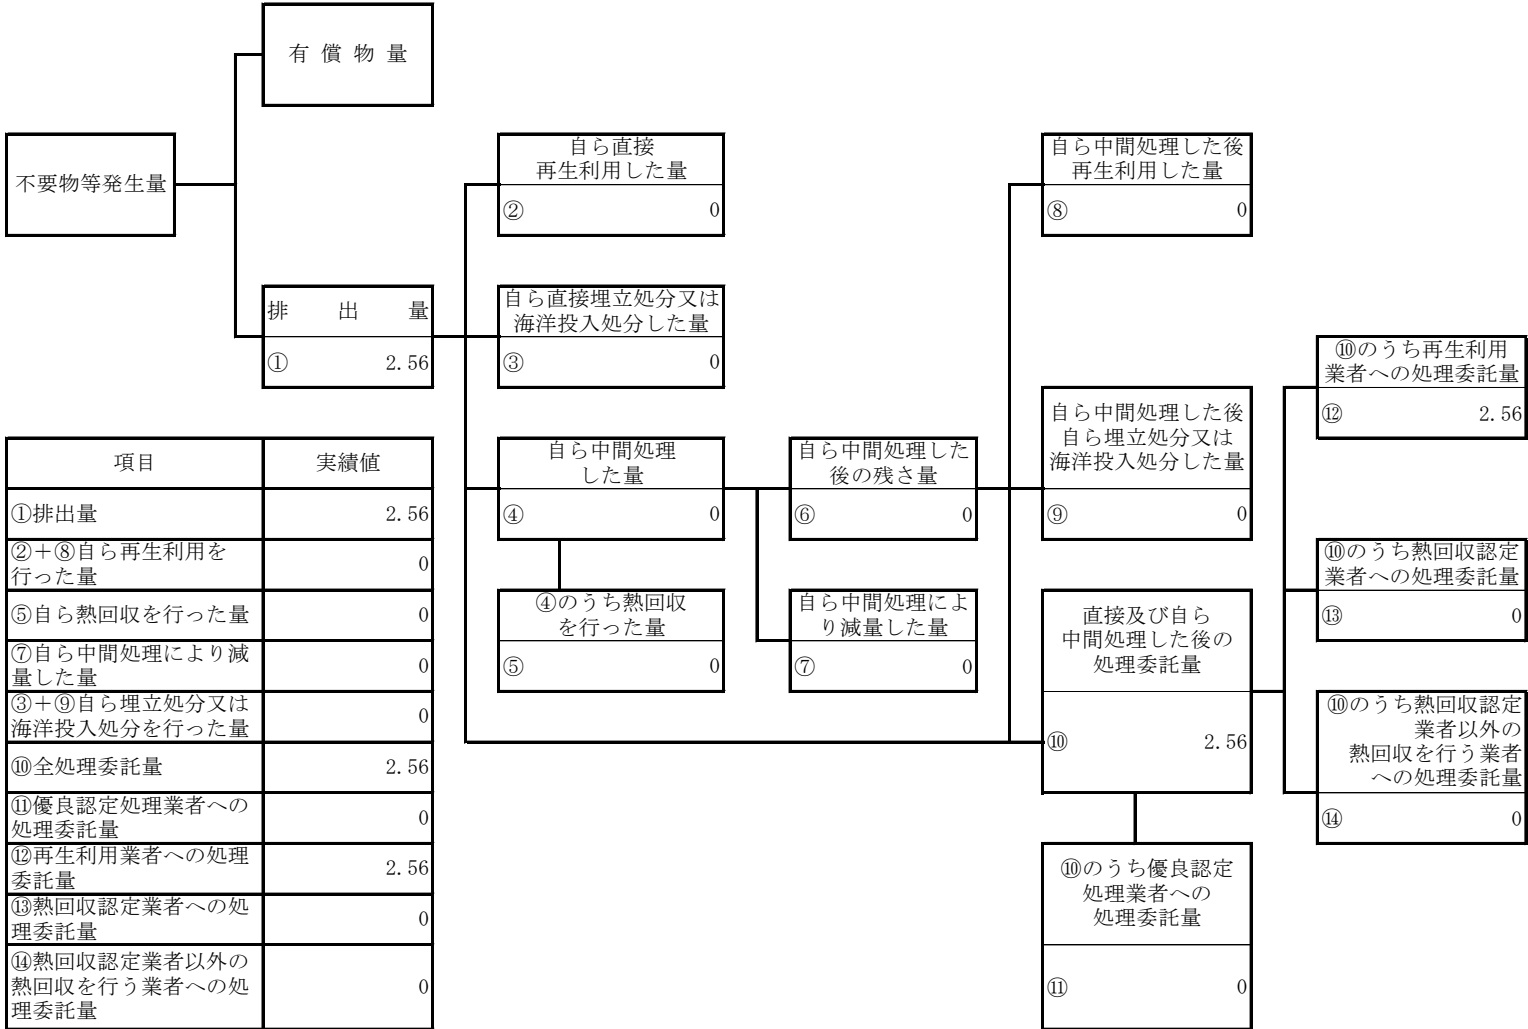 有 償 物 量
不要物等発生量
自ら直接
再生利用した量
② 0
自ら中間処理した後
再生利用した量
⑧ 0
排 出 量
① 2.56
自ら直接埋立処分又は
海洋投入処分した量
③ 0
⑩のうち再生利用
業者への処理委託量
⑫ 2.56
自ら中間処理
した量
④ 0
自ら中間処理した
後の残さ量
⑥ 0
自ら中間処理した後
自ら埋立処分又は
海洋投入処分した量
⑨ 0
⑩のうち熱回収認定
業者への処理委託量
⑬ 0
④のうち熱回収
を行った量
⑤ 0
自ら中間処理によ
り減量した量
⑦ 0
直接及び自ら
中間処理した後の
処理委託量
⑩ 2.56
⑩のうち熱回収認定
業者以外の
熱回収を行う業者
への処理委託量
⑭ 0
⑩のうち優良認定
処理業者への
処理委託量
⑪ 0
項目 実績値
①排出量 2.56
②+⑧自ら再生利用を
行った量 0
⑤自ら熱回収を行った量 0
⑦自ら中間処理により減
量した量 0
③+⑨自ら埋立処分又は
海洋投入処分を行った量 0
⑩全処理委託量 2.56
⑪優良認定処理業者への
処理委託量 0
⑫再生利用業者への処理
委託量 2.56
⑬熱回収認定業者への処
理委託量 0
⑭熱回収認定業者以外の
熱回収を行う業者への処
理委託量 0